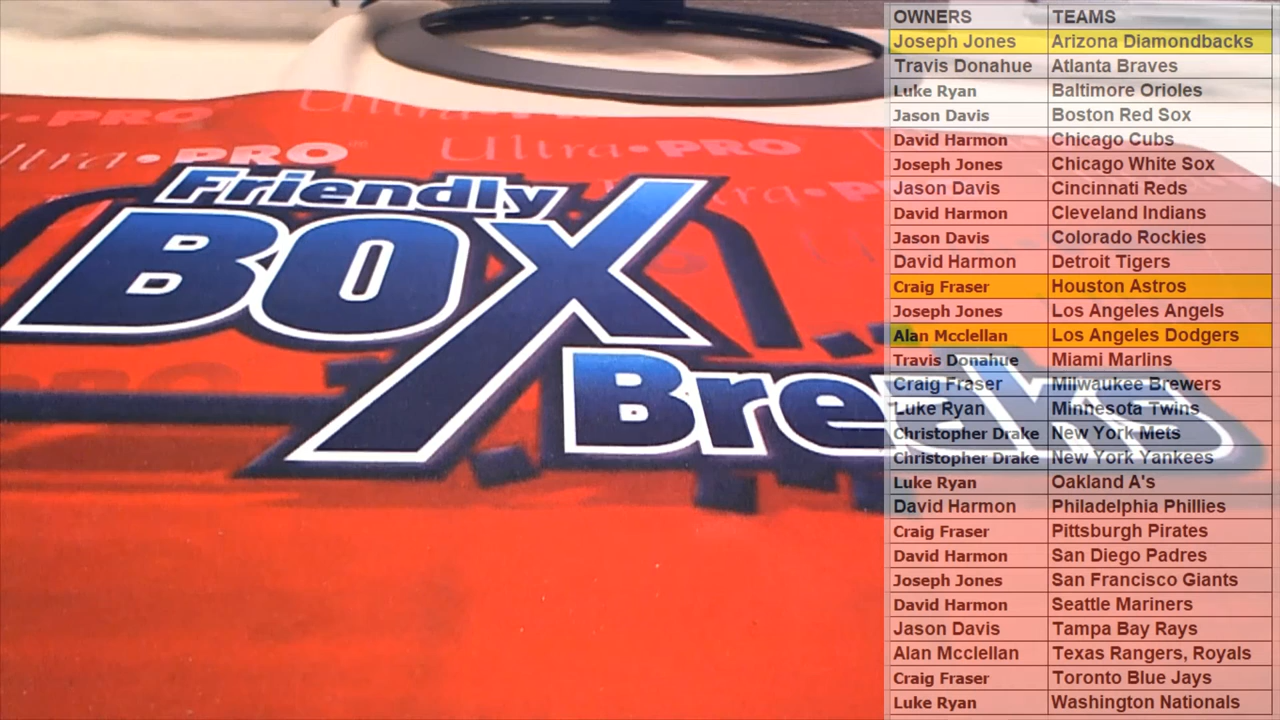 Ultra•PRO
Ultra•PRO
Friendly
BOX
Breaks
OWNERS TEAMS
Joseph Jones Arizona Diamondbacks
Travis Donahue Atlanta Braves
Luke Ryan Baltimore Orioles
Jason Davis Boston Red Sox
David Harmon Chicago Cubs
Joseph Jones Chicago White Sox
Jason Davis Cincinnati Reds
David Harmon Cleveland Indians
Jason Davis Colorado Rockies
David Harmon Detroit Tigers
Craig Fraser Houston Astros
Joseph Jones Los Angeles Angels
Alan Mcclellan Los Angeles Dodgers
Travis Donahue Miami Marlins
Craig Fraser Milwaukee Brewers
Luke Ryan Minnesota Twins
Christopher Drake New York Mets
Christopher Drake New York Yankees
Luke Ryan Oakland A's
David Harmon Philadelphia Phillies
Craig Fraser Pittsburgh Pirates
David Harmon San Diego Padres
Joseph Jones San Francisco Giants
David Harmon Seattle Mariners
Jason Davis Tampa Bay Rays
Alan Mcclellan Texas Rangers, Royals
Craig Fraser Toronto Blue Jays
Luke Ryan Washington Nationals